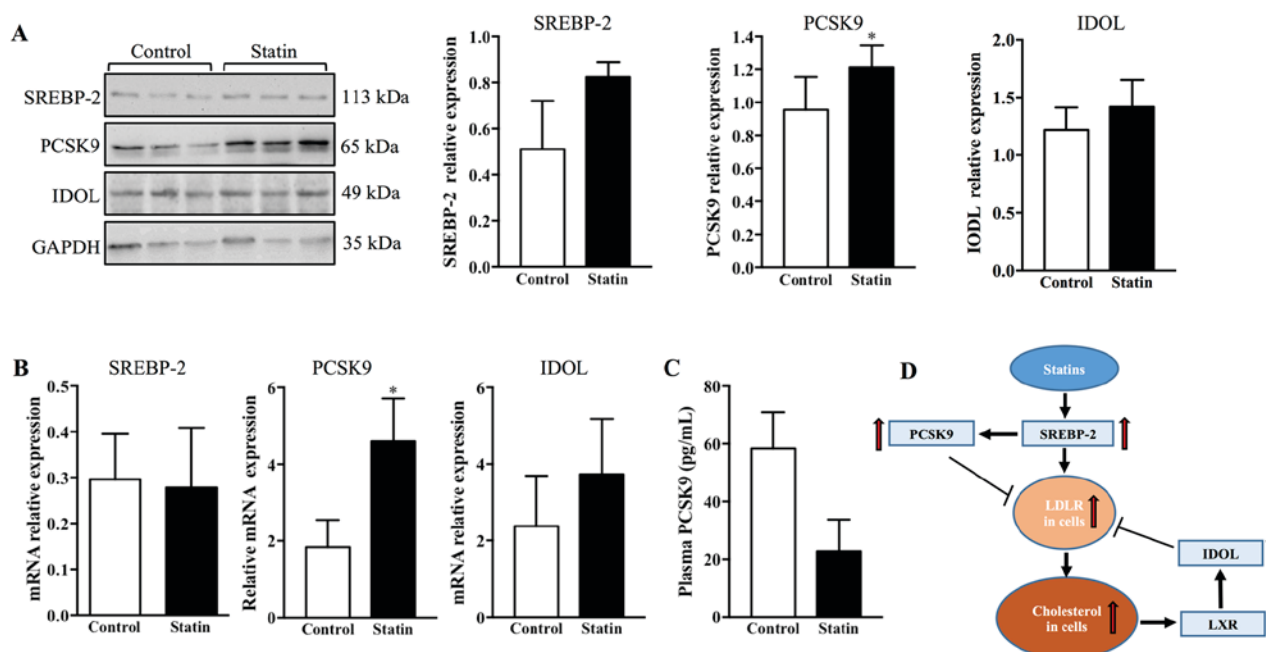 A
Control Statin
SREBP-2 113 kDa
PCSK9 65 kDa
IDOL 49 kDa
GAPDH 35 kDa
SREBP-2
SREBP-2 relative expression
1.0
0.8
0.6
0.4
0.2
0.0
Control Statin
PCSK9
PCSK9 relative expression
1.4
1.2
1.0
0.8
0.6
0.4
0.2
0.0
*
Control Statin
IDOL
IODL relative expression
2.0
1.5
1.0
0.5
0.0
Control Statin
B
SREBP-2
mRNA relative expression
0.5
0.4
0.3
0.2
0.1
0.0
Control Statin
PCSK9
Relative mRNA expression
6
4
2
0
*
Control Statin
IDOL
mRNA relative expression
6
4
2
0
Control Statin
C
Plasma PCSK9 (pg/mL)
80
60
40
20
0
Control Statin
D
Statins
PCSK9 SREBP-2
LDLR
in cells
IDOL
Cholesterol
in cells
LXR